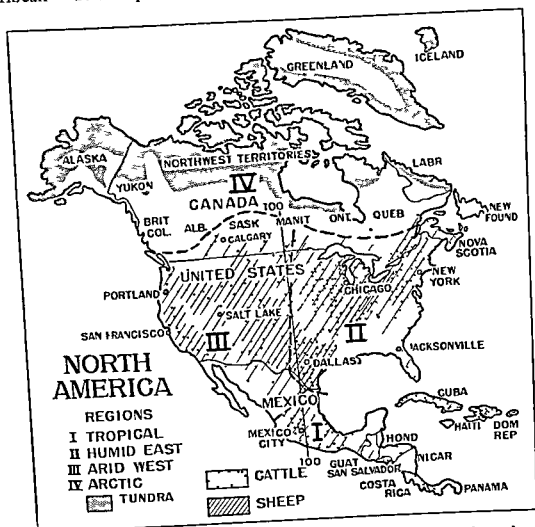 ICELAND
GREENLAND
ALASKA
NORTHWEST TERRITORIES
LABR
YUKON
IV
CANADA
100
NEW
FOUND
BRIT
COL.
ALB.
SASK
MANIT
ONT.
QUEB
CALGARY
NOVA
SCOTIA
UNITED STATES
NEW
YORK
CHICAGO
PORTLAND
SALT LAKE
II
SAN FRANCISCO
III
JACKSONVILLE
DALLAS
NORTH
AMERICA
MEXICO
CUBA
REGIONS
HAITI
DOM
REP
I TROPICAL
MEXICO
CITY
I
HOND
II HUMID EAST
100
GUAT
NICAR
SAN SALVADOR
III ARID WEST
CATTLE
COSTA
RICA
PANAMA
IV ARCTIC
TUNDRA
SHEEP